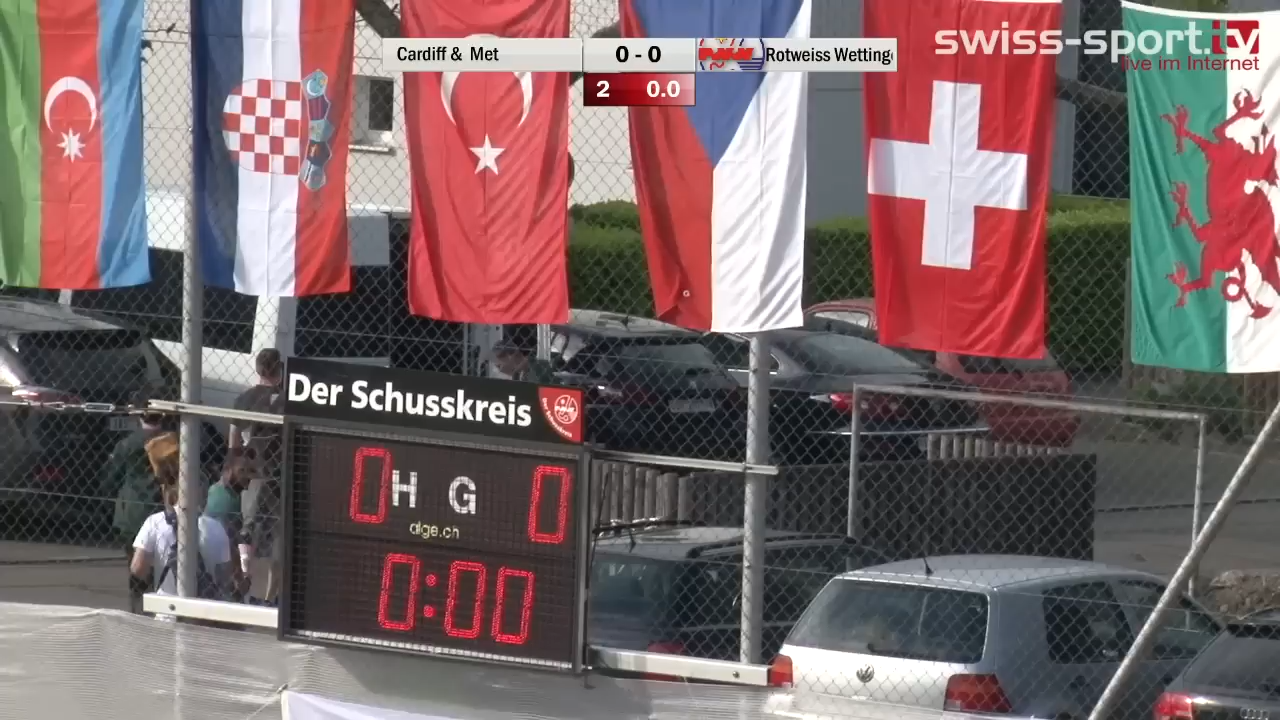 Cardiff & Met
0 - 0
Rotweiss Wetting
2 0.0
swiss-sport.tv
live im Internet
Der Schusskreis
0 H G 0
alge.ch
0:00